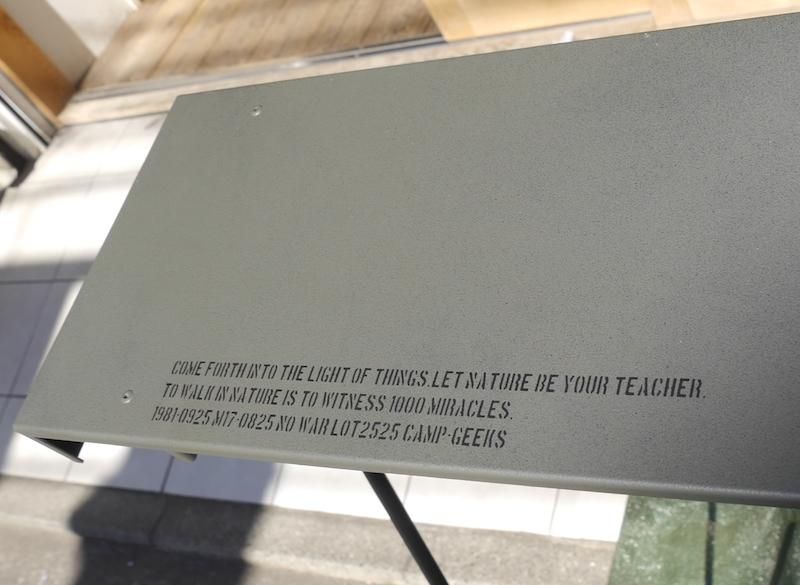 COME FORTH INTO THE LIGHT OF THINGS.LET NATURE BE YOUR TEACHER.
TO WALK IN NATURE IS TO WITNESS 1000 MIRACLES.
1981-0925 M17-0825 NO WAR LOT2525 CAMP-GEEKS